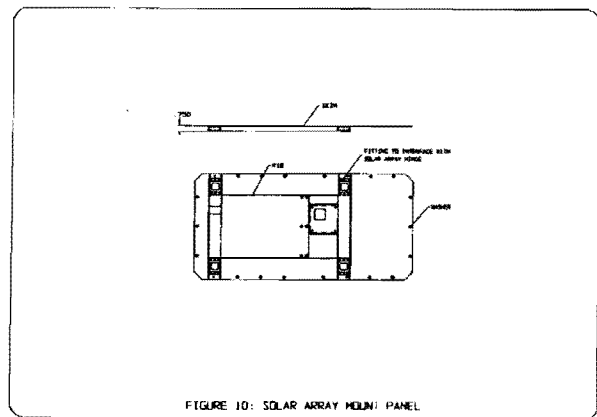 .750
SKIN
FITTING TO INTERFACE WITH
SOLAR ARRAY HINGE
RIB
WASHER
FIGURE 10: SOLAR ARRAY MOUNT PANEL